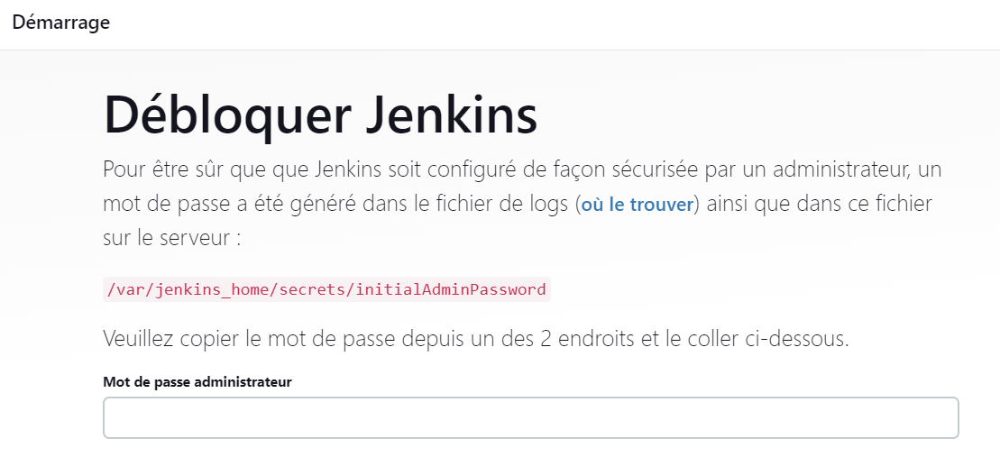 Démarrage
Débloquer Jenkins
Pour être sûr que que Jenkins soit configuré de façon sécurisée par un administrateur, un
mot de passe a été généré dans le fichier de logs (où le trouver) ainsi que dans ce fichier
sur le serveur :
/var/jenkins_home/secrets/initialAdminPassword
Veuillez copier le mot de passe depuis un des 2 endroits et le coller ci-dessous.
Mot de passe administrateur